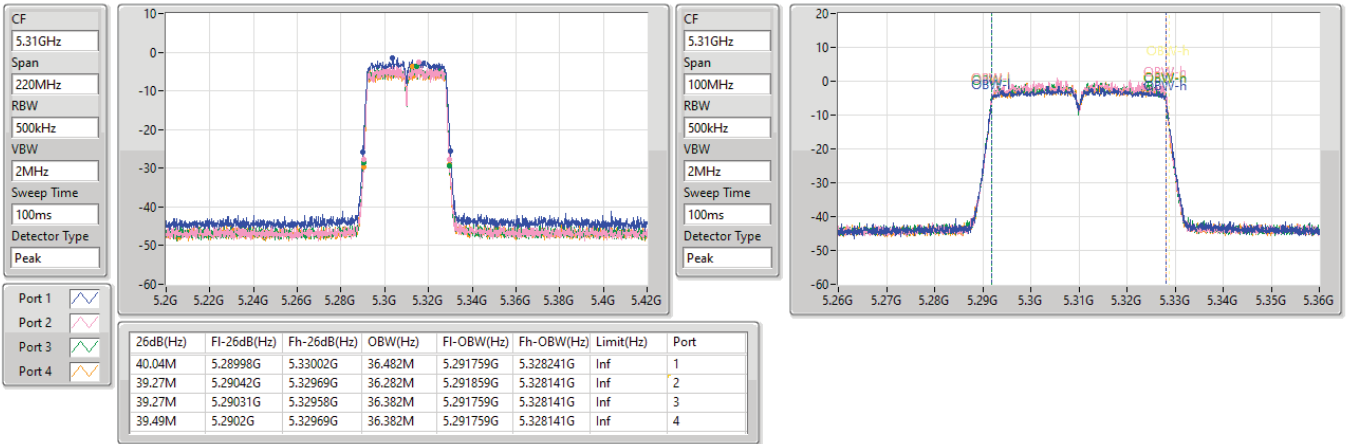 CF
5.31GHz
Span
220MHz
RBW
500kHz
VBW
2MHz
Sweep Time
100ms
Detector Type
Peak
10
0
-10
-20
-30
-40
-50
-60
5.2G 5.22G 5.24G 5.26G 5.28G 5.3G 5.32G 5.34G 5.36G 5.38G 5.4G 5.42G
CF
5.31GHz
Span
100MHz
RBW
500kHz
VBW
2MHz
Sweep Time
100ms
Detector Type
Peak
20
10
0
-10
-20
-30
-40
-50
-60
OBW-h
OBW-l
OBW-h
OBW-l
OBW-h
OBW-h
5.26G 5.27G 5.28G 5.29G 5.3G 5.31G 5.32G 5.33G 5.34G 5.35G 5.36G
Port 1
Port 2
Port 3
Port 4
26dB(Hz) Fl-26dB(Hz) Fh-26dB(Hz) OBW(Hz) Fl-OBW(Hz) Fh-OBW(Hz) Limit(Hz) Port
40.04M 5.28998G 5.33002G 36.482M 5.291759G 5.328241G Inf 1
39.27M 5.29042G 5.32969G 36.282M 5.291859G 5.328141G Inf 2
39.27M 5.29031G 5.32958G 36.382M 5.291759G 5.328141G Inf 3
39.49M 5.2902G 5.32969G 36.382M 5.291759G 5.328141G Inf 4